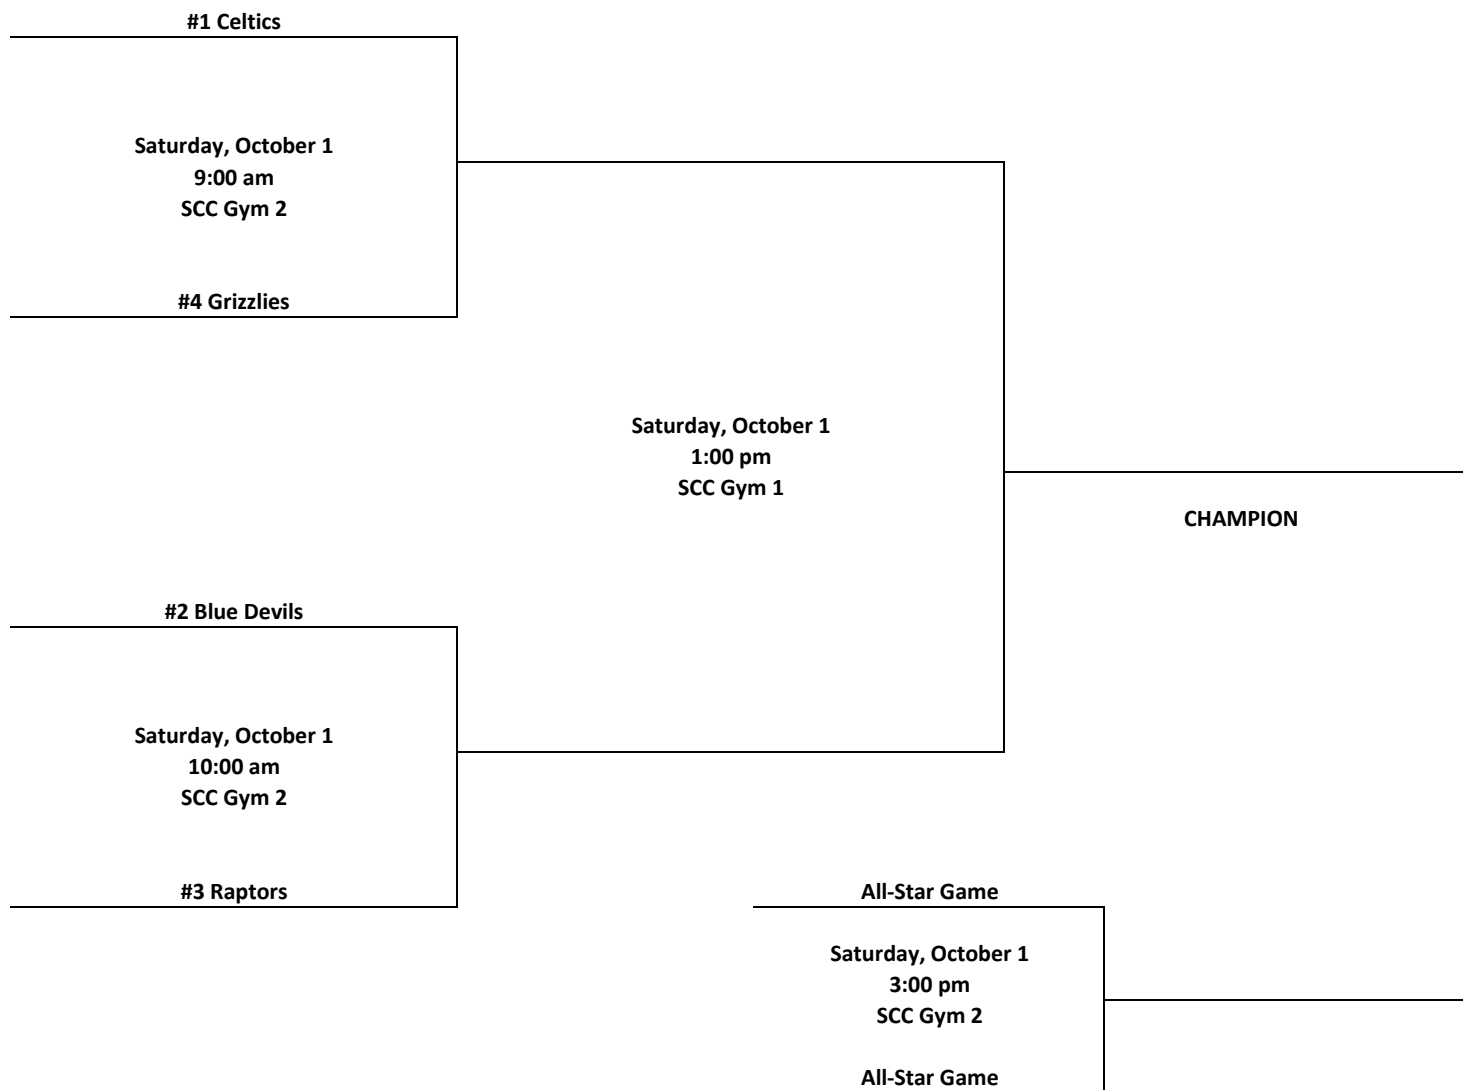 #1 Celtics
Saturday, October 1
9:00 am
SCC Gym 2
#4 Grizzlies
Saturday, October 1
1:00 pm
SCC Gym 1
CHAMPION
#2 Blue Devils
Saturday, October 1
10:00 am
SCC Gym 2
#3 Raptors
All-Star Game
Saturday, October 1
3:00 pm
SCC Gym 2
All-Star Game